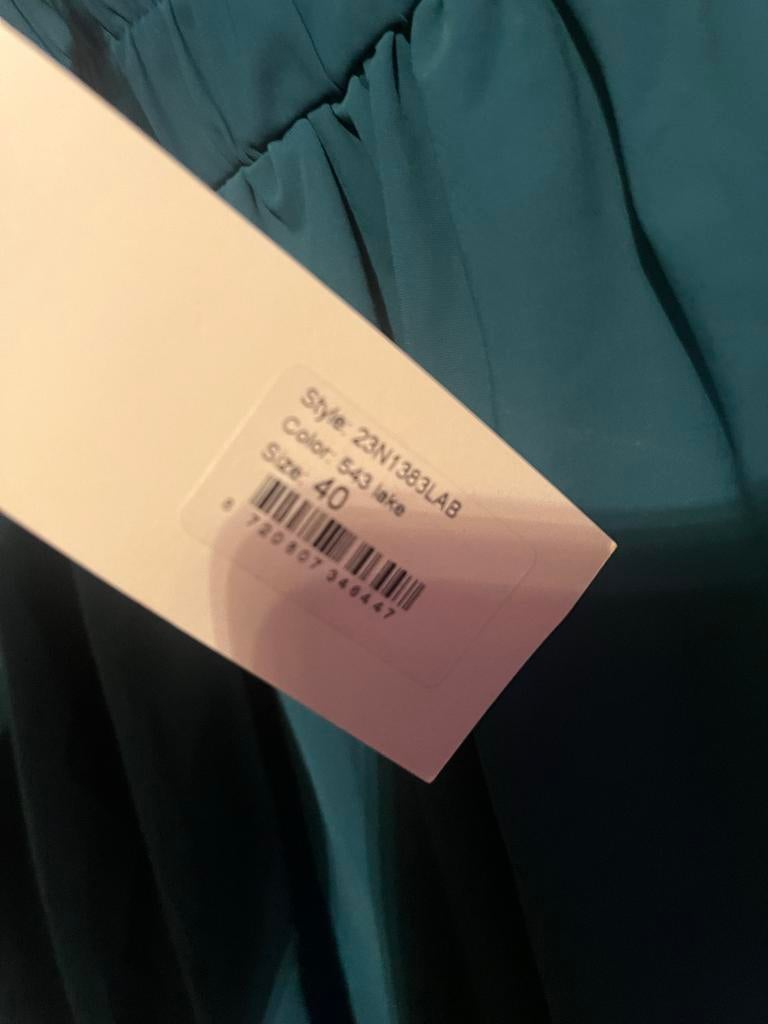 Style: 23N1383LAB
Color: 543 lake
Size: 40
8 720807 346447